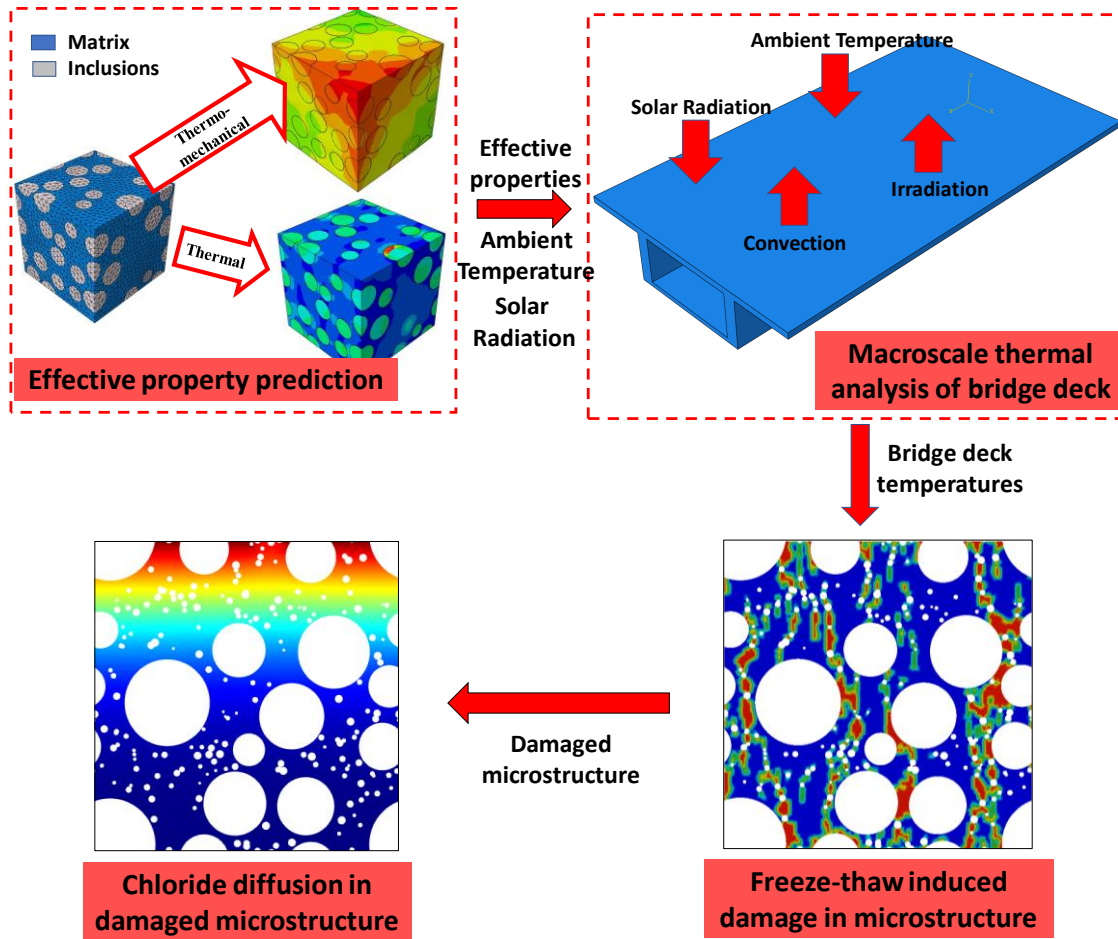 Matrix
Inclusions
Thermo-
mechanical
Thermal
Effective property prediction
Effective
properties
Ambient
Temperature
Solar
Radiation
Ambient Temperature
Solar Radiation
Irradiation
Convection
Macroscale thermal
analysis of bridge deck
Bridge deck
temperatures
Damaged
microstructure
Chloride diffusion in
damaged microstructure
Freeze-thaw induced
damage in microstructure